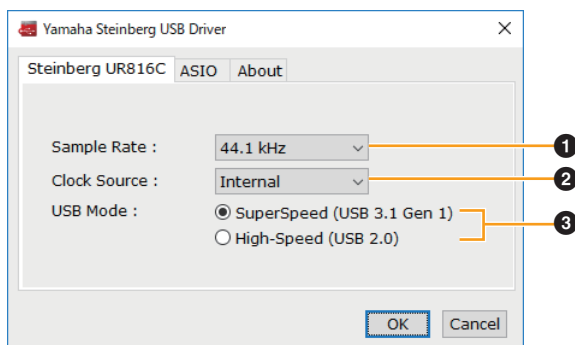 Yamaha Steinberg USB Driver
Steinberg UR816C ASIO About
Sample Rate : 44.1 kHz 1
Clock Source : Internal 2
USB Mode : SuperSpeed (USB 3.1 Gen 1)
High-Speed (USB 2.0) 3
OK Cancel